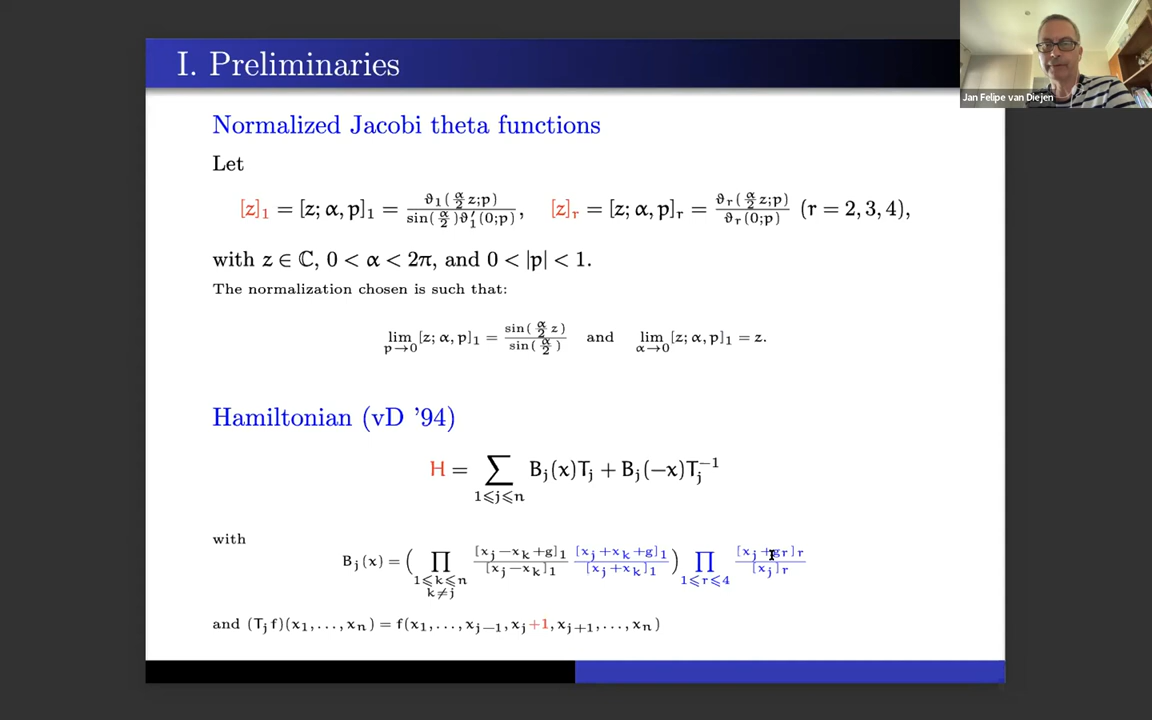 I. Preliminaries
Jan Felipe van Diejen
Normalized Jacobi theta functions
Let
[z]₁ = [z; α, p]₁ = ϑ₁(α/2 z;p) / sin(α/2)ϑ′₁(0;p), [z]ᵣ = [z; α, p]ᵣ = ϑᵣ(α/2 z;p) / ϑᵣ(0;p) (r = 2, 3, 4),
with z ∈ ℂ, 0 < α < 2π, and 0 < |p| < 1.
The normalization chosen is such that:
lim p→0 [z; α, p]₁ = sin(α/2 z) / sin(α/2) and lim α→0 [z; α, p]₁ = z.
Hamiltonian (vD '94)
H = ∑ 1⩽j⩽n Bⱼ(x)Tⱼ + Bⱼ(−x)Tⱼ⁻¹
with
Bⱼ(x) = ( ∏ 1⩽k⩽n k≠j [xⱼ−xₖ+g]₁ / [xⱼ−xₖ]₁ [xⱼ+xₖ+g]₁ / [xⱼ+xₖ]₁ ) ∏ 1⩽r⩽4 [xⱼ+gᵣ]ᵣ / [xⱼ]ᵣ
and (Tⱼf)(x₁, . . . , xₙ) = f(x₁, . . . , xⱼ₋₁, xⱼ+1, xⱼ₊₁, . . . , xₙ)